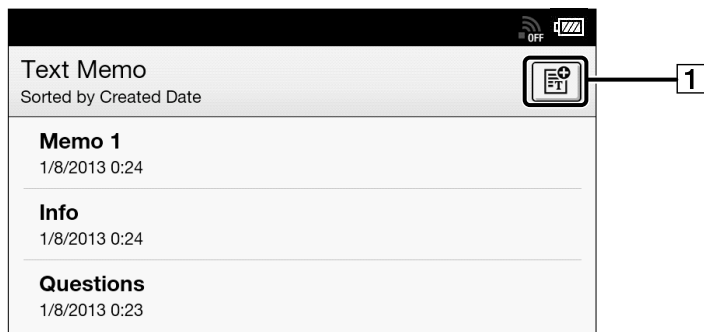 OFF
Text Memo
Sorted by Created Date
T
1
Memo 1
1/8/2013 0:24
Info
1/8/2013 0:24
Questions
1/8/2013 0:23